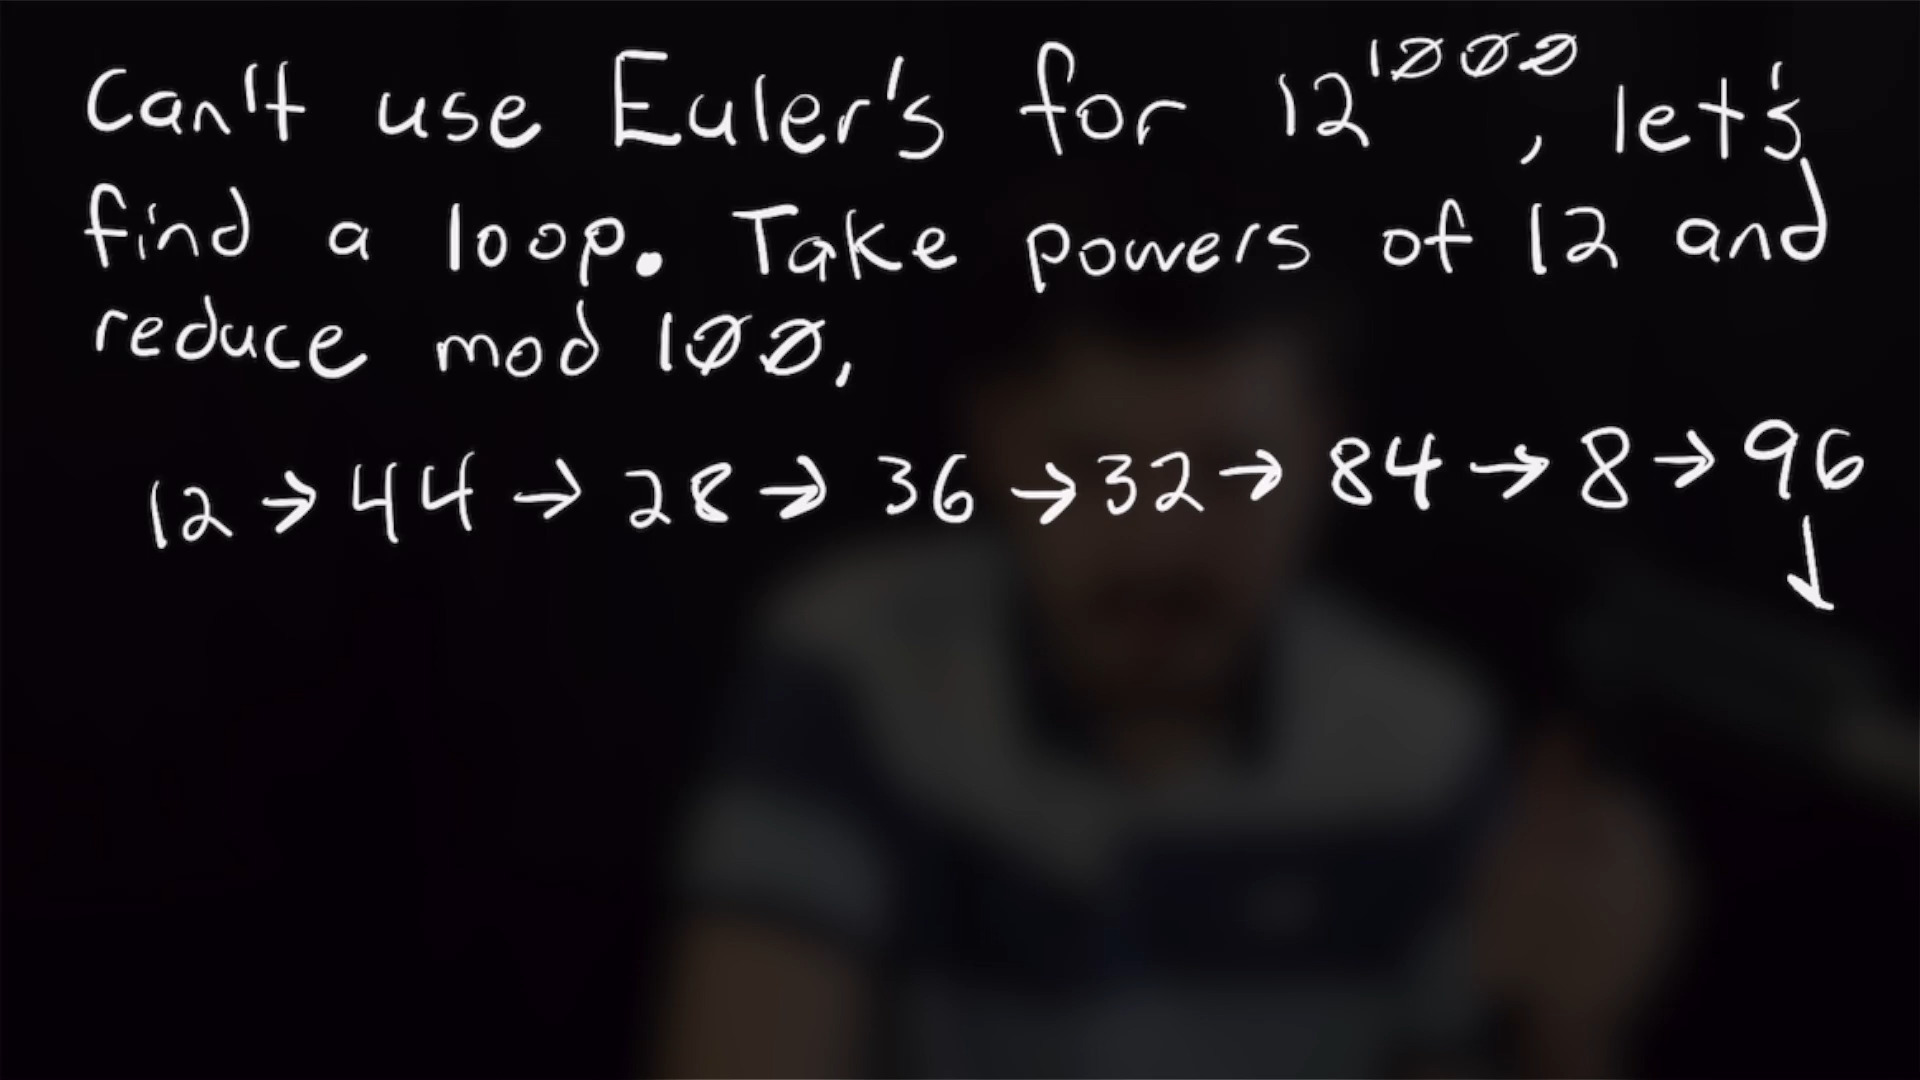 Can't use Euler's for 12^1000, let's
find a loop. Take powers of 12 and
reduce mod 100,
12 → 44 → 28 → 36 → 32 → 84 → 8 → 96
↓